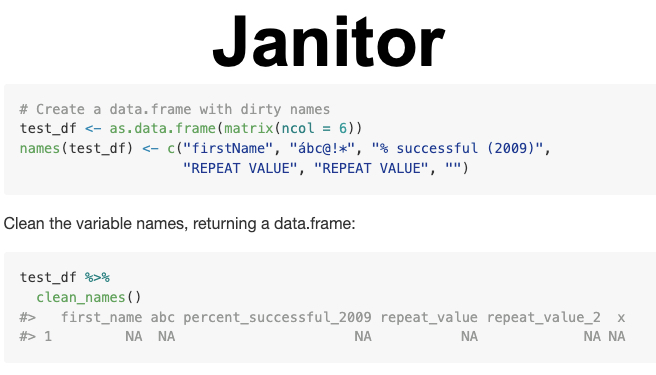 Janitor
# Create a data.frame with dirty names
test_df <- as.data.frame(matrix(ncol = 6))
names(test_df) <- c("firstName", "ábc@!*", "% successful (2009)",
"REPEAT VALUE", "REPEAT VALUE", "")
Clean the variable names, returning a data.frame:
test_df %>%
clean_names()
#> first_name abc percent_successful_2009 repeat_value repeat_value_2 x
#> 1 NA NA NA NA NA NA